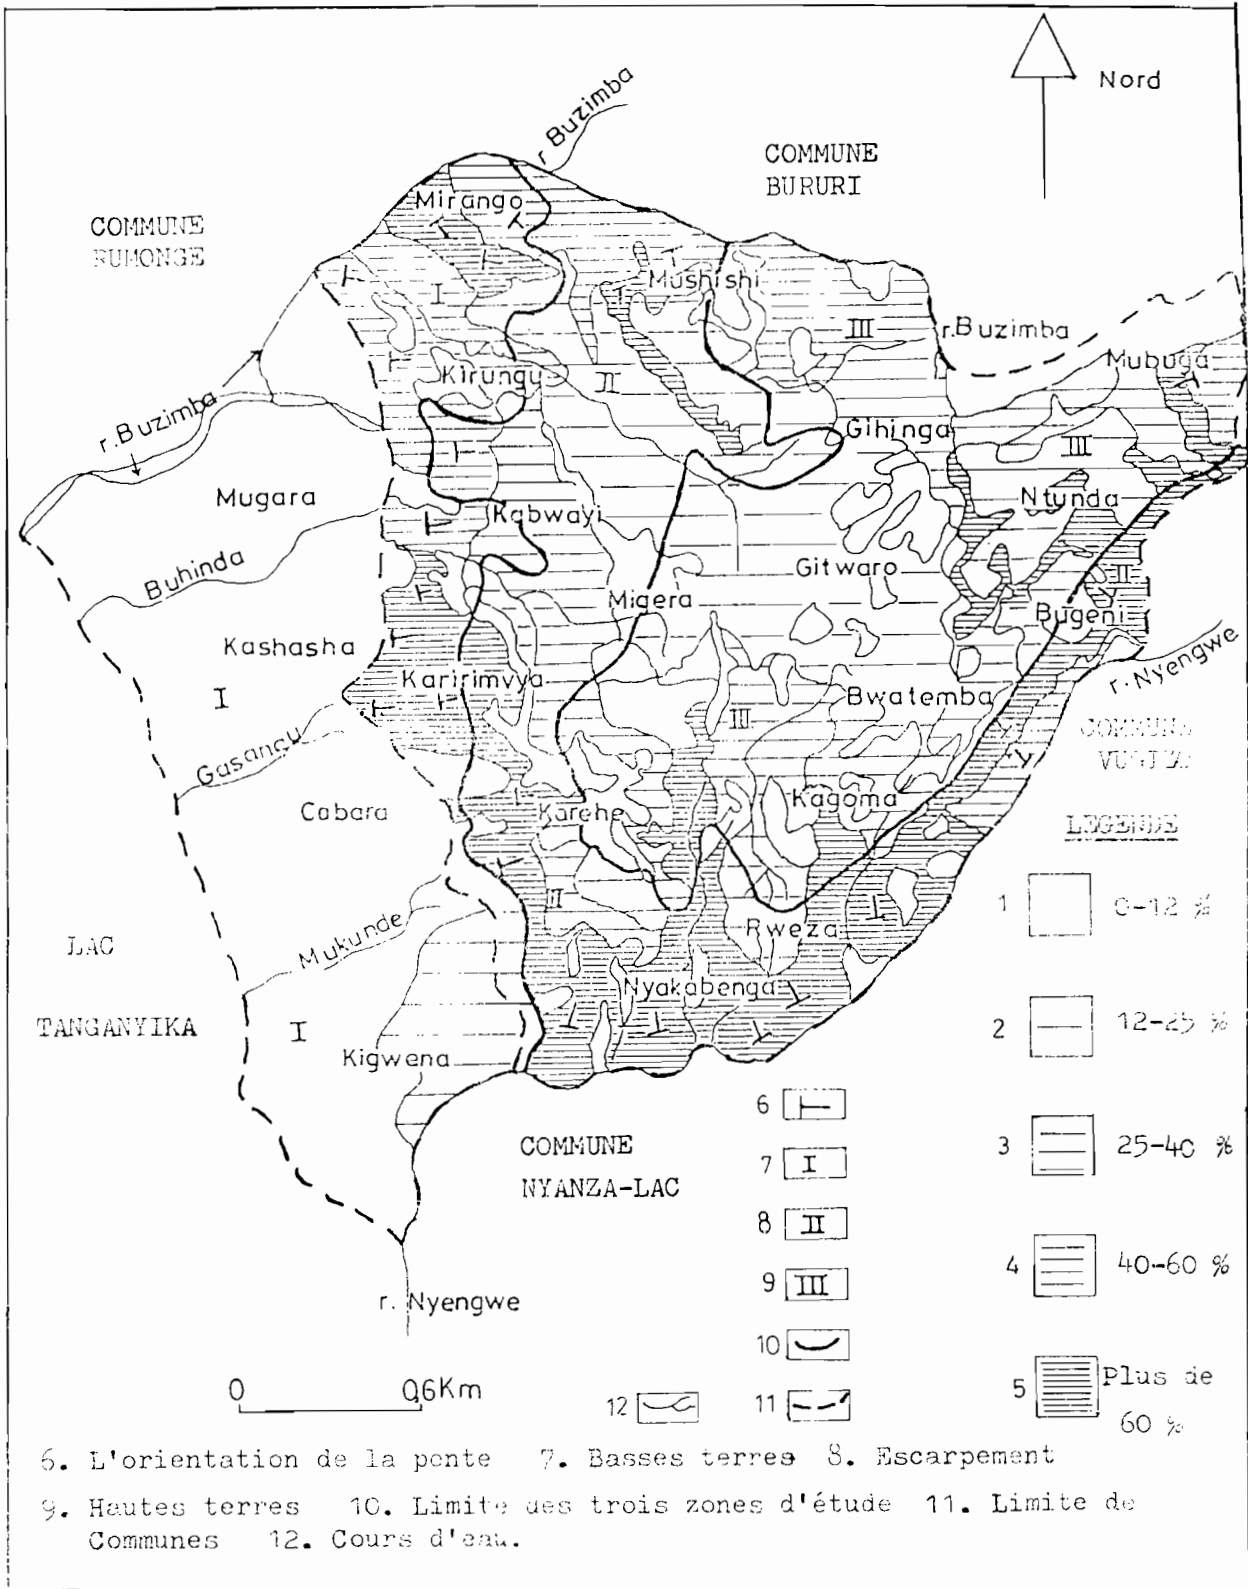 Nord
r Buzimba
COMMUNE
BURURI
COMMUNE
RUMONGE
Mirango
I
Mushishi
III
r.Buzimba
Mubuga
Kirungu
II
r.Buzimba
Gihinga
III
Mugara
Ntunda
Kabwayi
Buhinda
Gitwaro
II
Migera
Bugeni
Kashasha
r. Nyengwe
Karirimvya
I
Bwatemba
III
COMMUNE
Gasangu
Cabara
Karehe
Kagoma
LEGENDE
1 0-12 %
II
Mukunde
Rweza
LAC
Nyakabenga
TANGANYIKA
I
2 12-25 %
Kigwena
6
COMMUNE
NYANZA-LAC
7 I
3 25-40 %
8 II
4 40-60 %
9 III
r. Nyengwe
10
0 0,6Km
12
11
5 Plus de
60 %
6. L'orientation de la pente 7. Basses terres 8. Escarpement
9. Hautes terres 10. Limite des trois zones d'étude 11. Limite de
Communes 12. Cours d'eau.